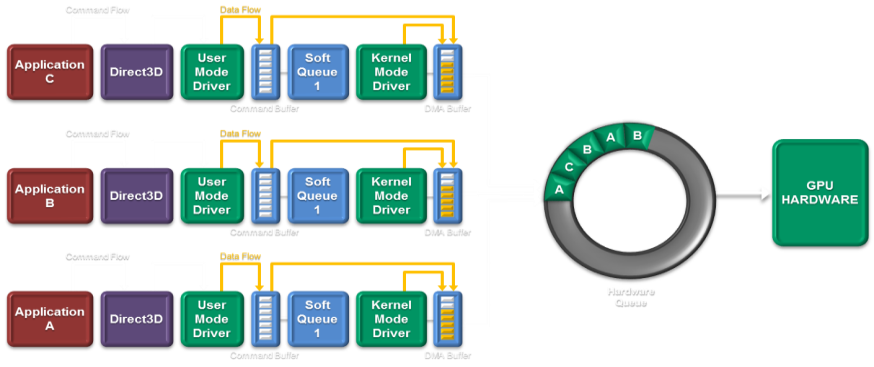 Command Flow
Data Flow
Application
C
Direct3D
User
Mode
Driver
Soft
Queue
1
Kernel
Mode
Driver
Command Buffer
DMA Buffer
Command Flow
Data Flow
Application
B
Direct3D
User
Mode
Driver
Soft
Queue
1
Kernel
Mode
Driver
Command Buffer
DMA Buffer
Command Flow
Data Flow
Application
A
Direct3D
User
Mode
Driver
Soft
Queue
1
Kernel
Mode
Driver
Command Buffer
DMA Buffer
A
C
B
A
B
Hardware
Queue
GPU
HARDWARE